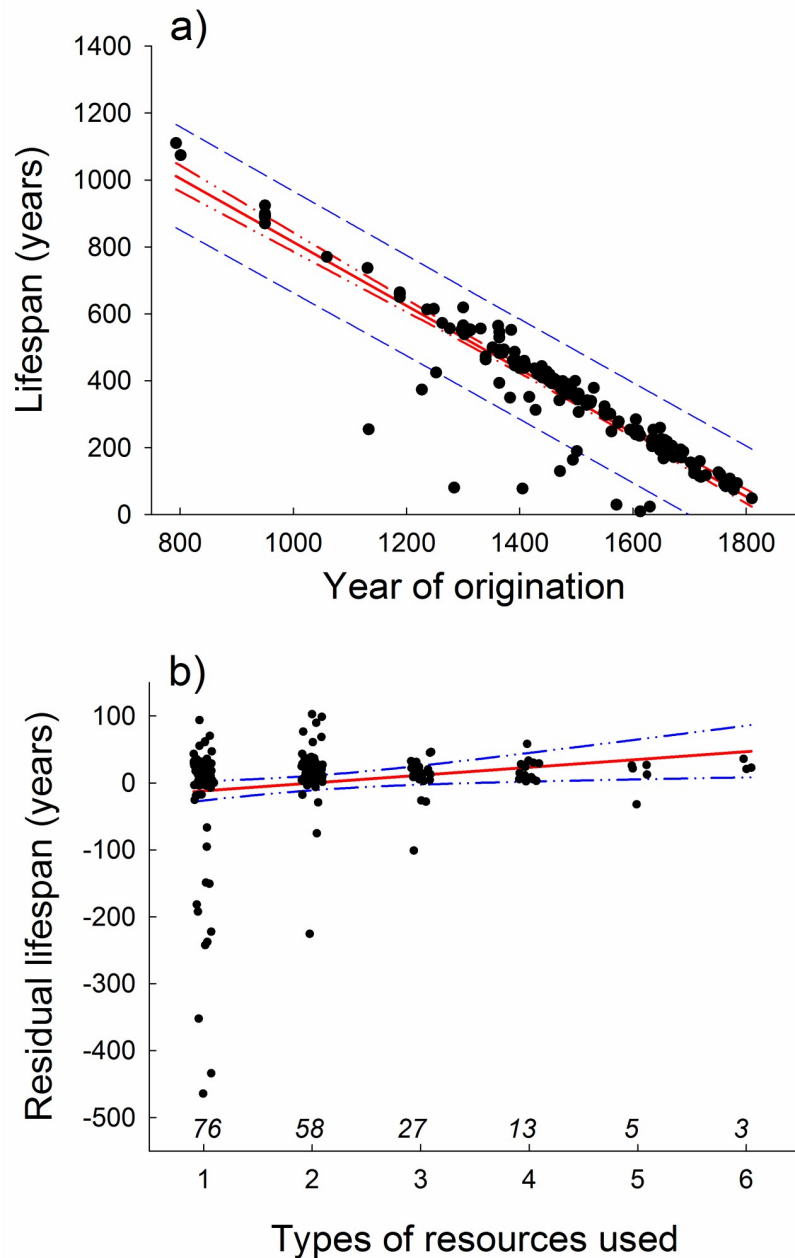 a)
1400
1200
1000
800
600
400
200
0
Lifespan (years)
800 1000 1200 1400 1600 1800
Year of origination
b)
100
0
-100
-200
-300
-400
-500
Residual lifespan (years)
76 58 27 13 5 3
1 2 3 4 5 6
Types of resources used